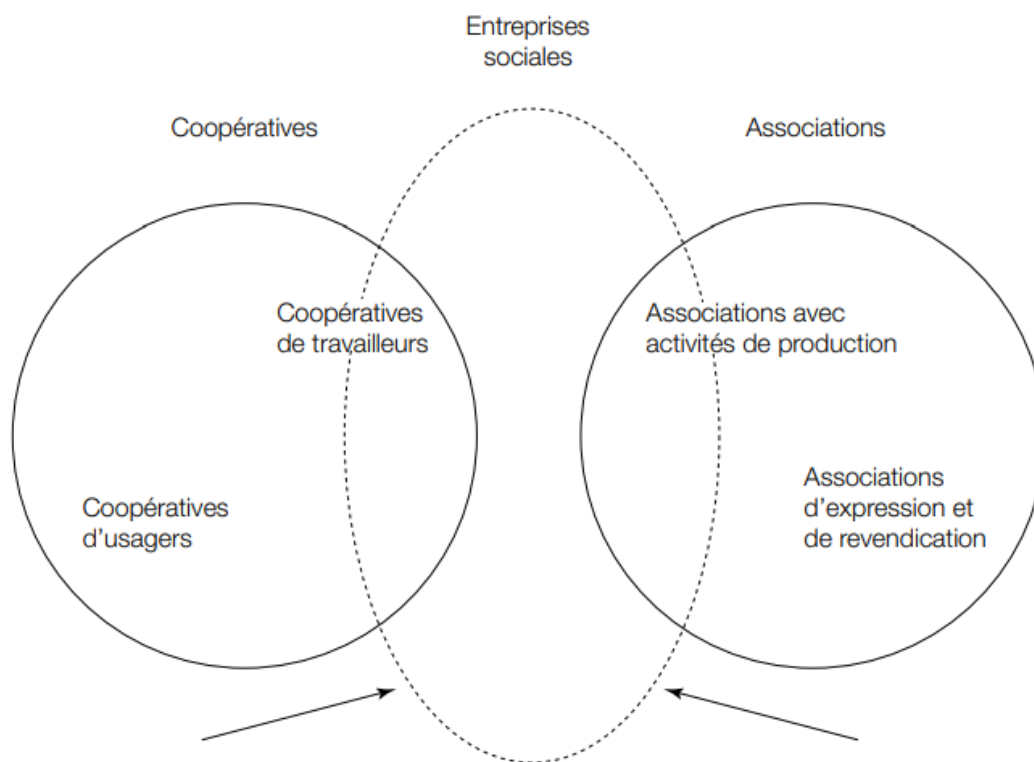 Entreprises
sociales
Coopératives
Associations
Coopératives
de travailleurs
Associations avec
activités de production
Coopératives
d'usagers
Associations
d'expression et
de revendication